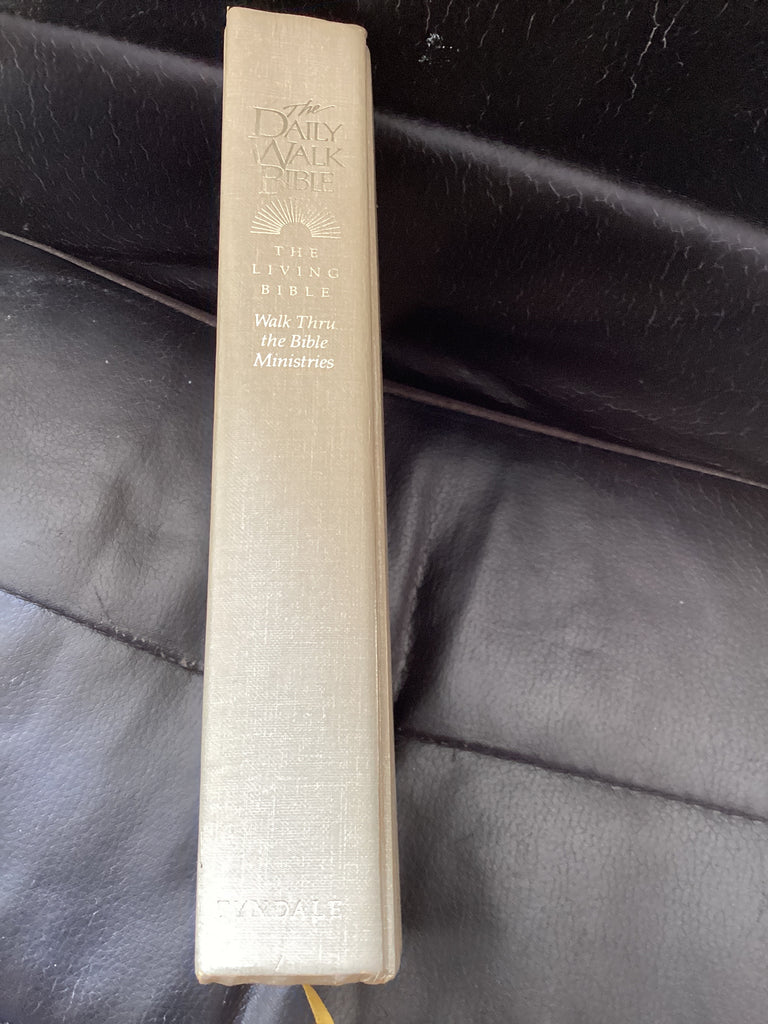 The
DAILY
WALK
BIBLE
THE
LIVING
BIBLE
Walk Thru
the Bible
Ministries
TYNDALE